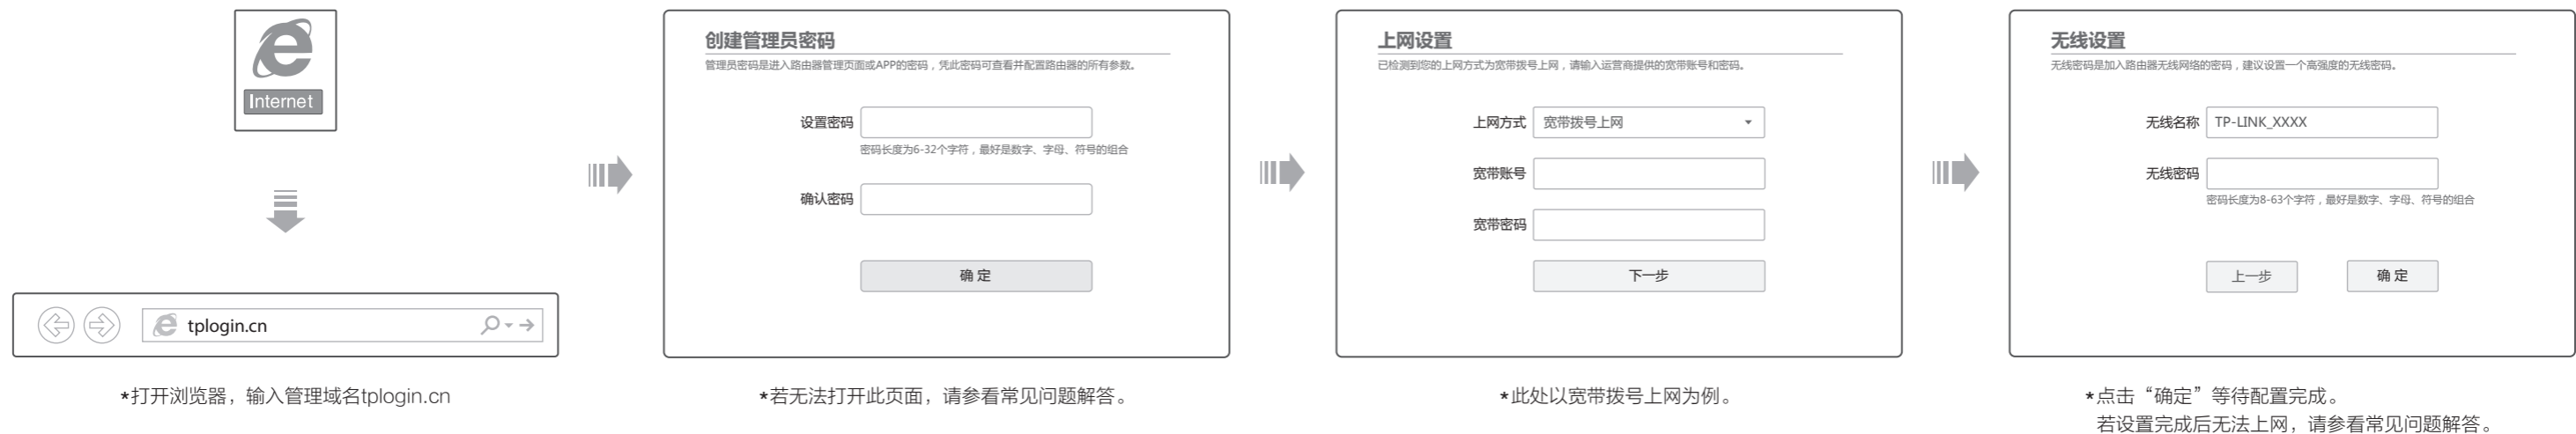 Internet
tplogin.cn
*打开浏览器，输入管理域名tplogin.cn
创建管理员密码
管理员密码是进入路由器管理页面或APP的密码，凭此密码可查看并配置路由器的所有参数。
设置密码
密码长度为6-32个字符，最好是数字、字母、符号的组合
确认密码
确 定
*若无法打开此页面，请参看常见问题解答。
上网设置
已检测到您的上网方式为宽带拨号上网，请输入运营商提供的宽带账号和密码。
上网方式 宽带拨号上网
宽带账号
宽带密码
下一步
*此处以宽带拨号上网为例。
无线设置
无线密码是加入路由器无线网络的密码，建议设置一个高强度的无线密码。
无线名称 TP-LINK_XXXX
无线密码
密码长度为8-63个字符，最好是数字、字母、符号的组合
上一步 确 定
*点击“确定”等待配置完成。
若设置完成后无法上网，请参看常见问题解答。